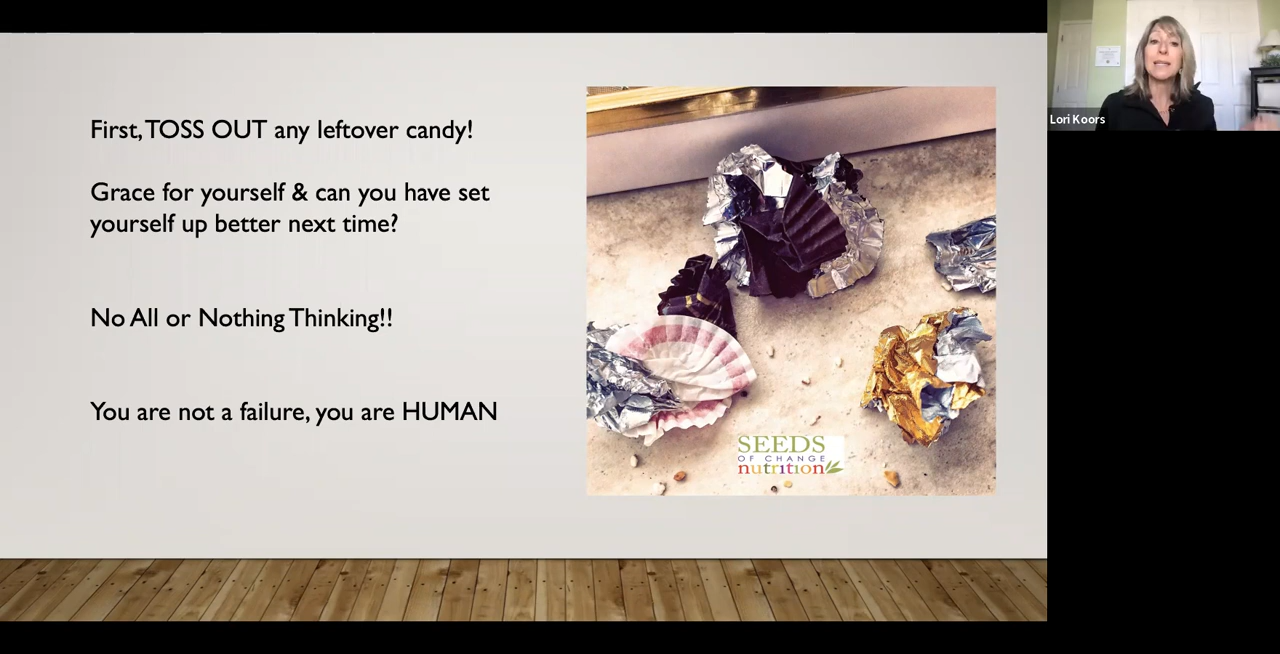 First, TOSS OUT any leftover candy!
Grace for yourself & can you have set
yourself up better next time?
No All or Nothing Thinking!!
You are not a failure, you are HUMAN
SEEDS
OF CHANGE
nutrition
Lori Koors